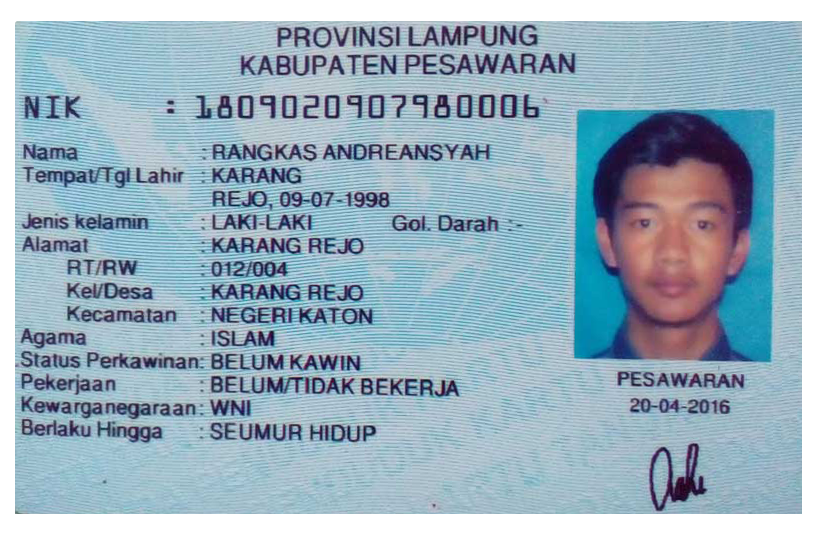 PROVINSI LAMPUNG
KABUPATEN PESAWARAN
NIK : 1809020907980006
Nama : RANGKAS ANDREANSYAH
Tempat/Tgl Lahir : KARANG
REJO, 09-07-1998
Jenis kelamin : LAKI-LAKI Gol. Darah :-
Alamat : KARANG REJO
RT/RW : 012/004
Kel/Desa : KARANG REJO
Kecamatan : NEGERI KATON
Agama : ISLAM
Status Perkawinan: BELUM KAWIN
Pekerjaan : BELUM/TIDAK BEKERJA
Kewarganegaraan: WNI
Berlaku Hingga : SEUMUR HIDUP
PESAWARAN
20-04-2016